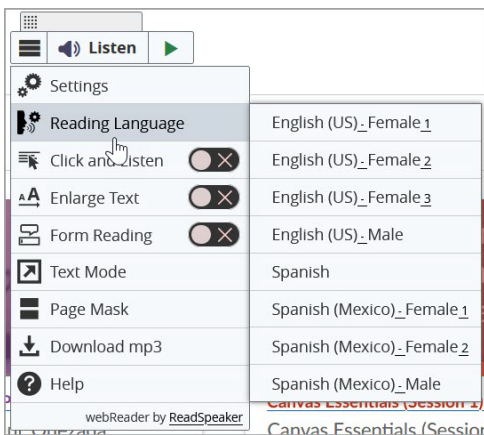 Listen
Settings
Reading Language
Click and Listen
Enlarge Text
Form Reading
Text Mode
Page Mask
Download mp3
Help
webReader by ReadSpeaker
English (US) - Female 1
English (US) - Female 2
English (US) - Female 3
English (US) - Male
Spanish
Spanish (Mexico) - Female 1
Spanish (Mexico) - Female 2
Spanish (Mexico) - Male
Canvas Essentials (Session 1)
Canvas Essentials (Session